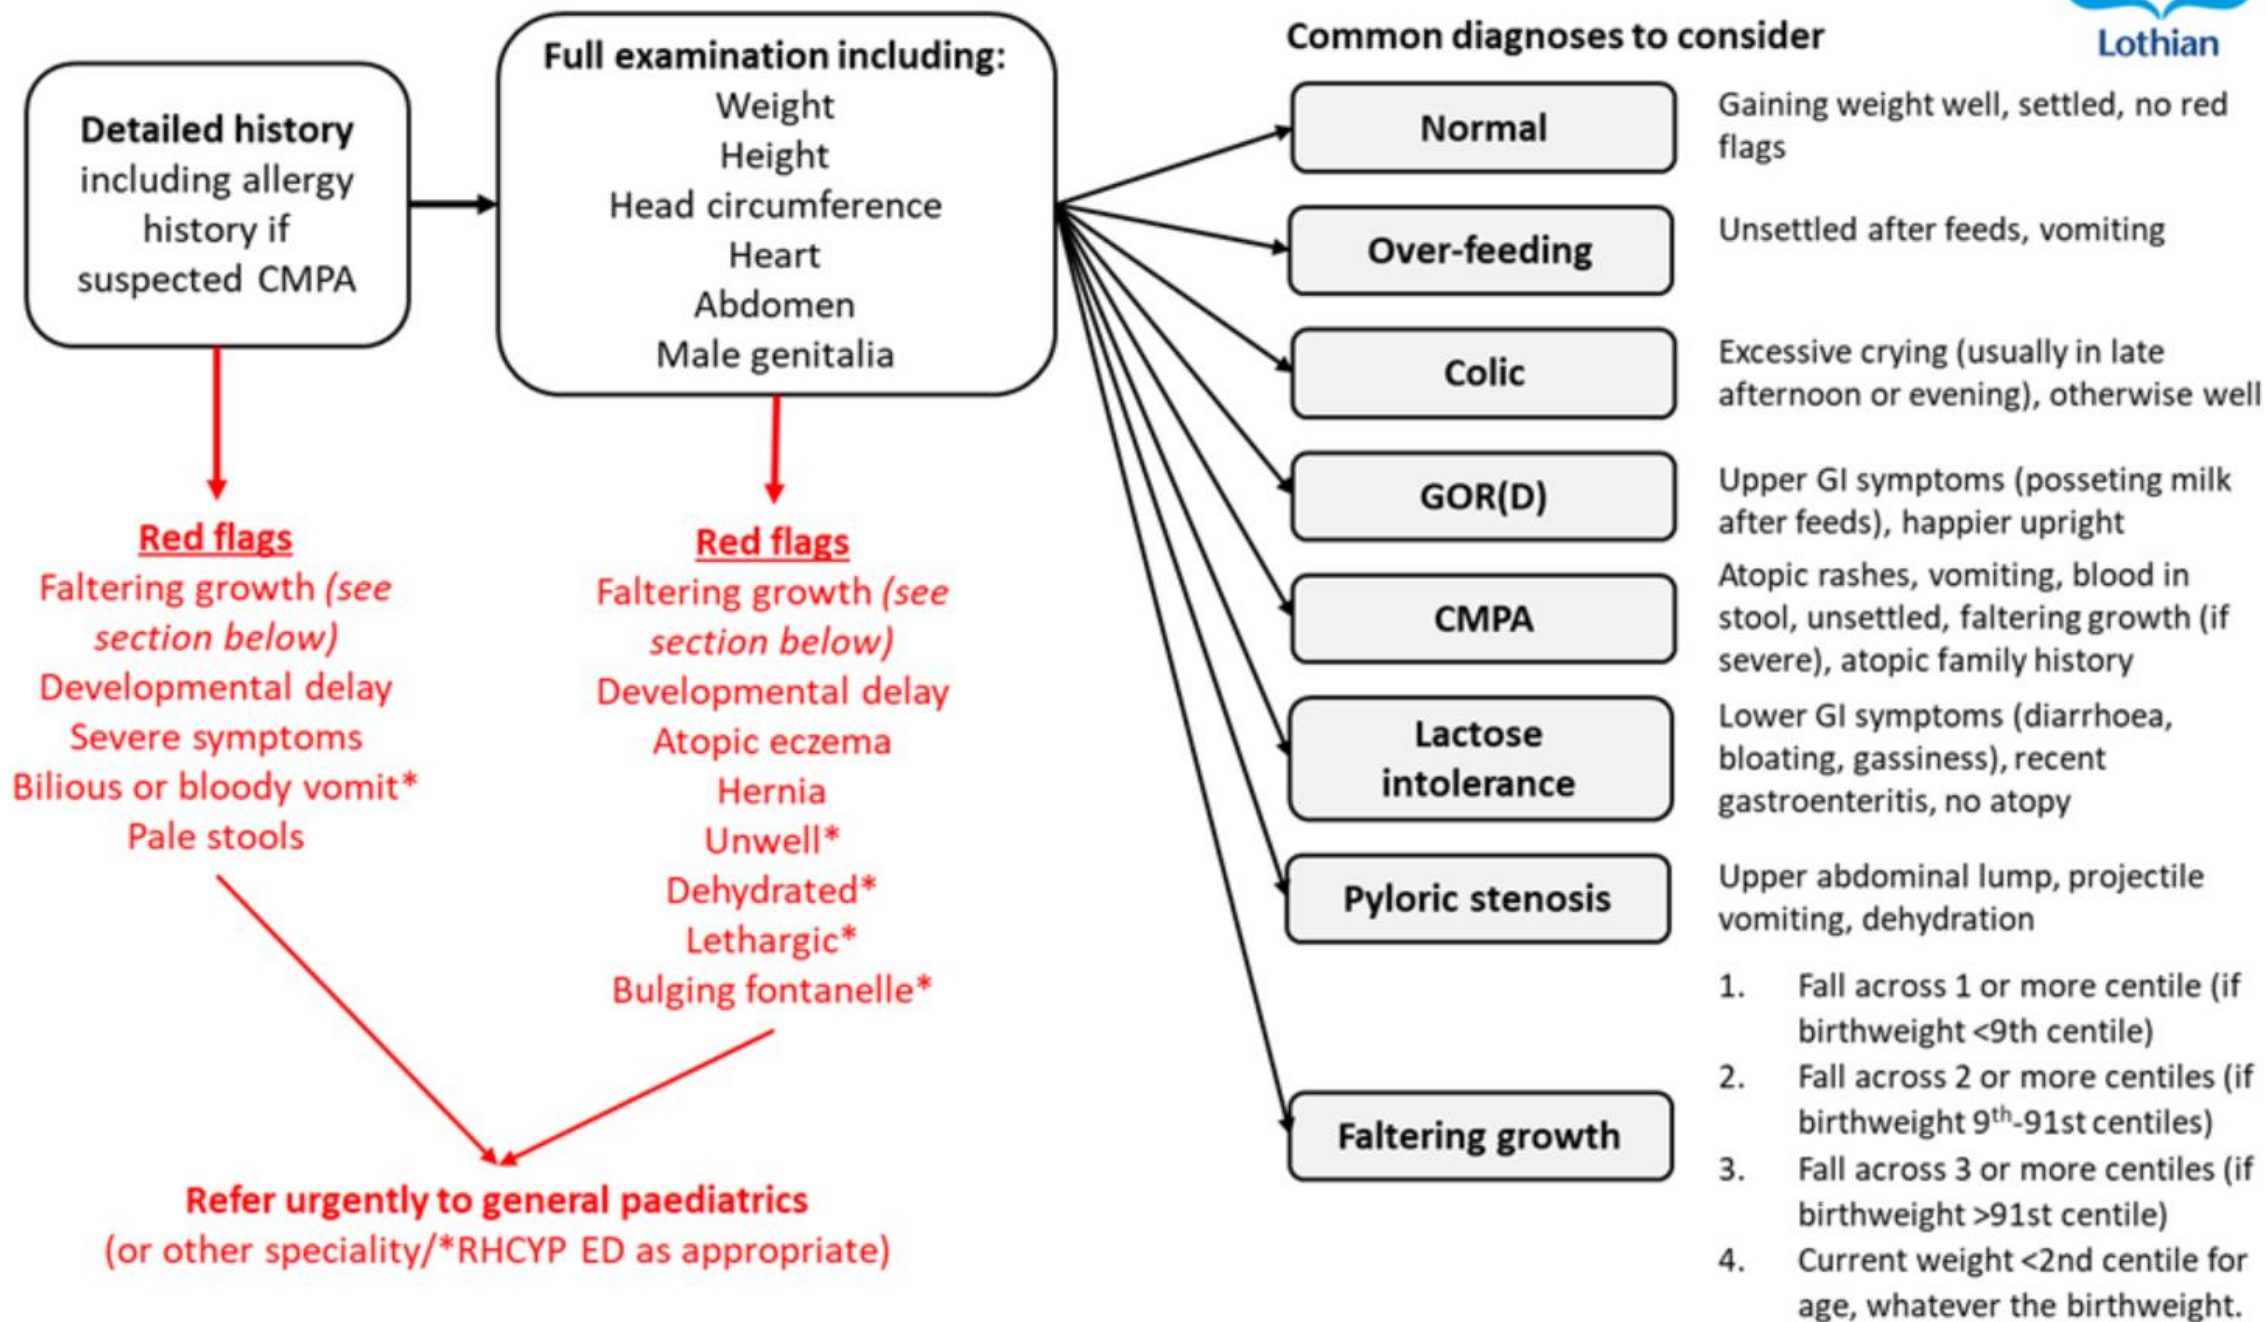 Lothian
Detailed history
including allergy
history if
suspected CMPA
Full examination including:
Weight
Height
Head circumference
Heart
Abdomen
Male genitalia
Red flags
Faltering growth (see
section below)
Developmental delay
Severe symptoms
Bilious or bloody vomit*
Pale stools
Red flags
Faltering growth (see
section below)
Developmental delay
Atopic eczema
Hernia
Unwell*
Dehydrated*
Lethargic*
Bulging fontanelle*
Refer urgently to general paediatrics
(or other speciality/*RHCYP ED as appropriate)
Common diagnoses to consider
Normal
Gaining weight well, settled, no red
flags
Over-feeding
Unsettled after feeds, vomiting
Colic
Excessive crying (usually in late
afternoon or evening), otherwise well
GOR(D)
Upper GI symptoms (posseting milk
after feeds), happier upright
CMPA
Atopic rashes, vomiting, blood in
stool, unsettled, faltering growth (if
severe), atopic family history
Lactose
intolerance
Lower GI symptoms (diarrhoea,
bloating, gassiness), recent
gastroenteritis, no atopy
Pyloric stenosis
Upper abdominal lump, projectile
vomiting, dehydration
Faltering growth
1. Fall across 1 or more centile (if
birthweight <9th centile)
2. Fall across 2 or more centiles (if
birthweight 9th-91st centiles)
3. Fall across 3 or more centiles (if
birthweight >91st centile)
4. Current weight <2nd centile for
age, whatever the birthweight.